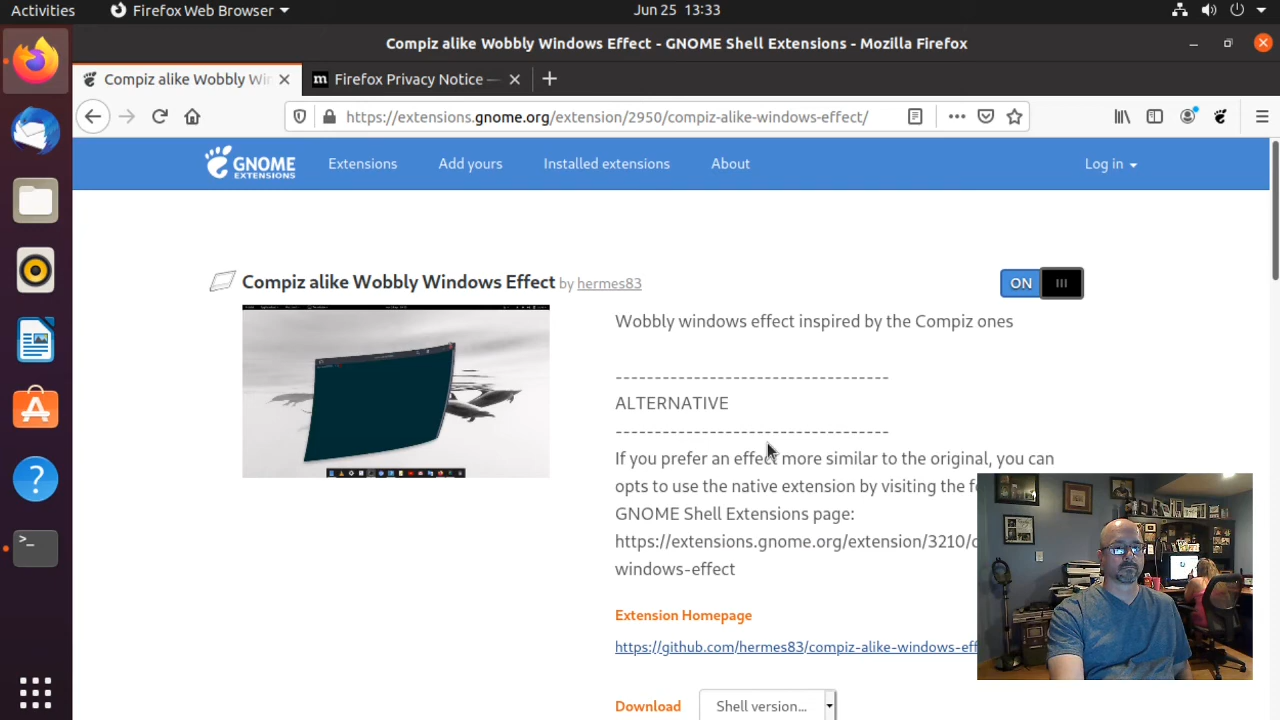 Activities
Firefox Web Browser
Jun 25 13:33
Compiz alike Wobbly Windows Effect - GNOME Shell Extensions - Mozilla Firefox
Compiz alike Wobbly Wi
m Firefox Privacy Notice —
https://extensions.gnome.org/extension/2950/compiz-alike-windows-effect/
GNOME EXTENSIONS
Extensions
Add yours
Installed extensions
About
Log in
Compiz alike Wobbly Windows Effect by hermes83
ON
Wobbly windows effect inspired by the Compiz ones
-----------------------------------
ALTERNATIVE
-----------------------------------
If you prefer an effect more similar to the original, you can
opts to use the native extension by visiting the f
GNOME Shell Extensions page:
https://extensions.gnome.org/extension/3210/c
windows-effect
Extension Homepage
https://github.com/hermes83/compiz-alike-windows-eff
Download
Shell version...